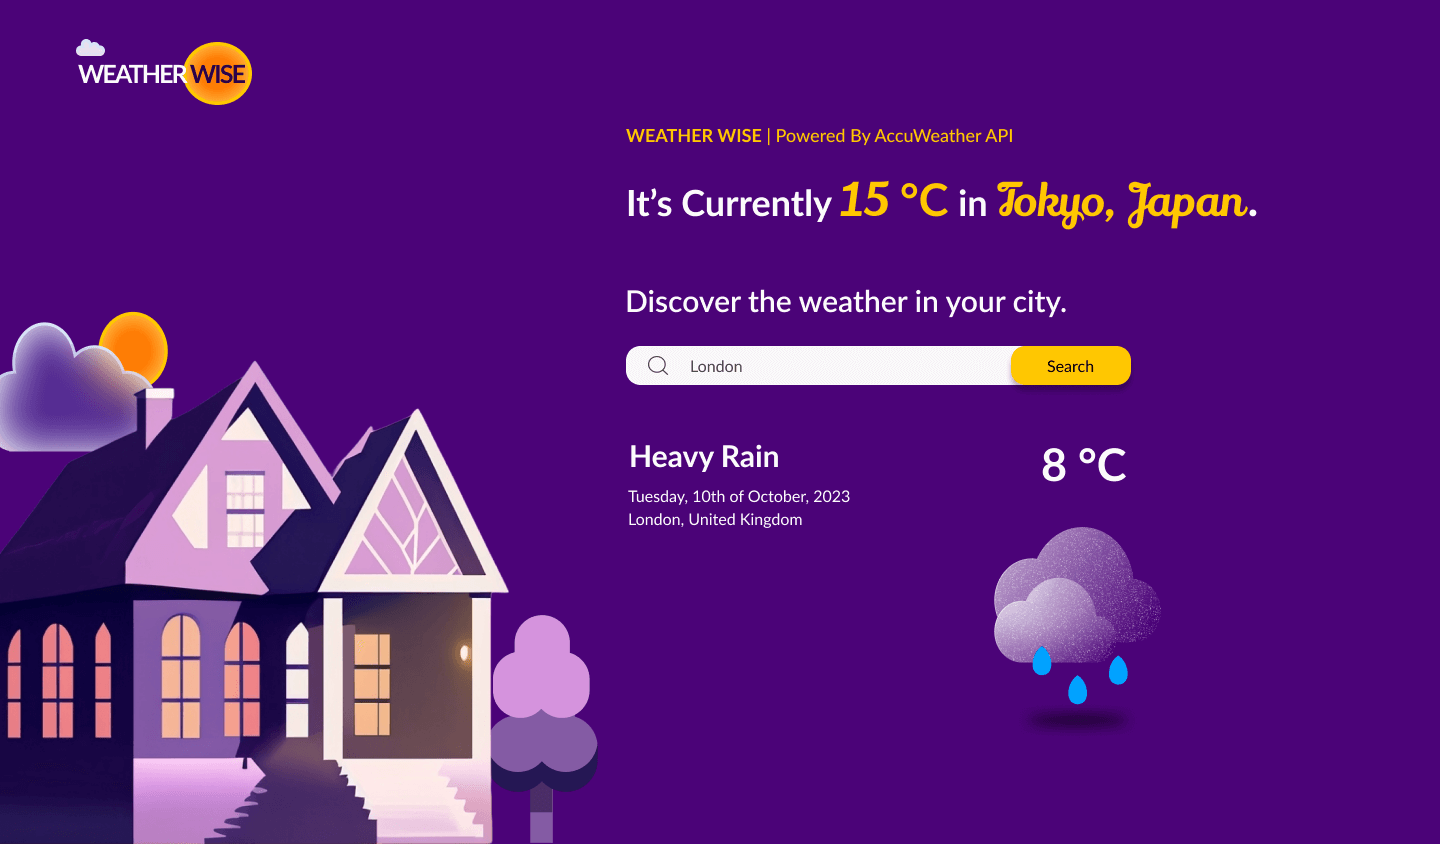 WEATHER WISE
WEATHER WISE | Powered By AccuWeather API
It’s Currently 15 °C in Tokyo, Japan.
Discover the weather in your city.
London
Search
Heavy Rain
8 °C
Tuesday, 10th of October, 2023
London, United Kingdom